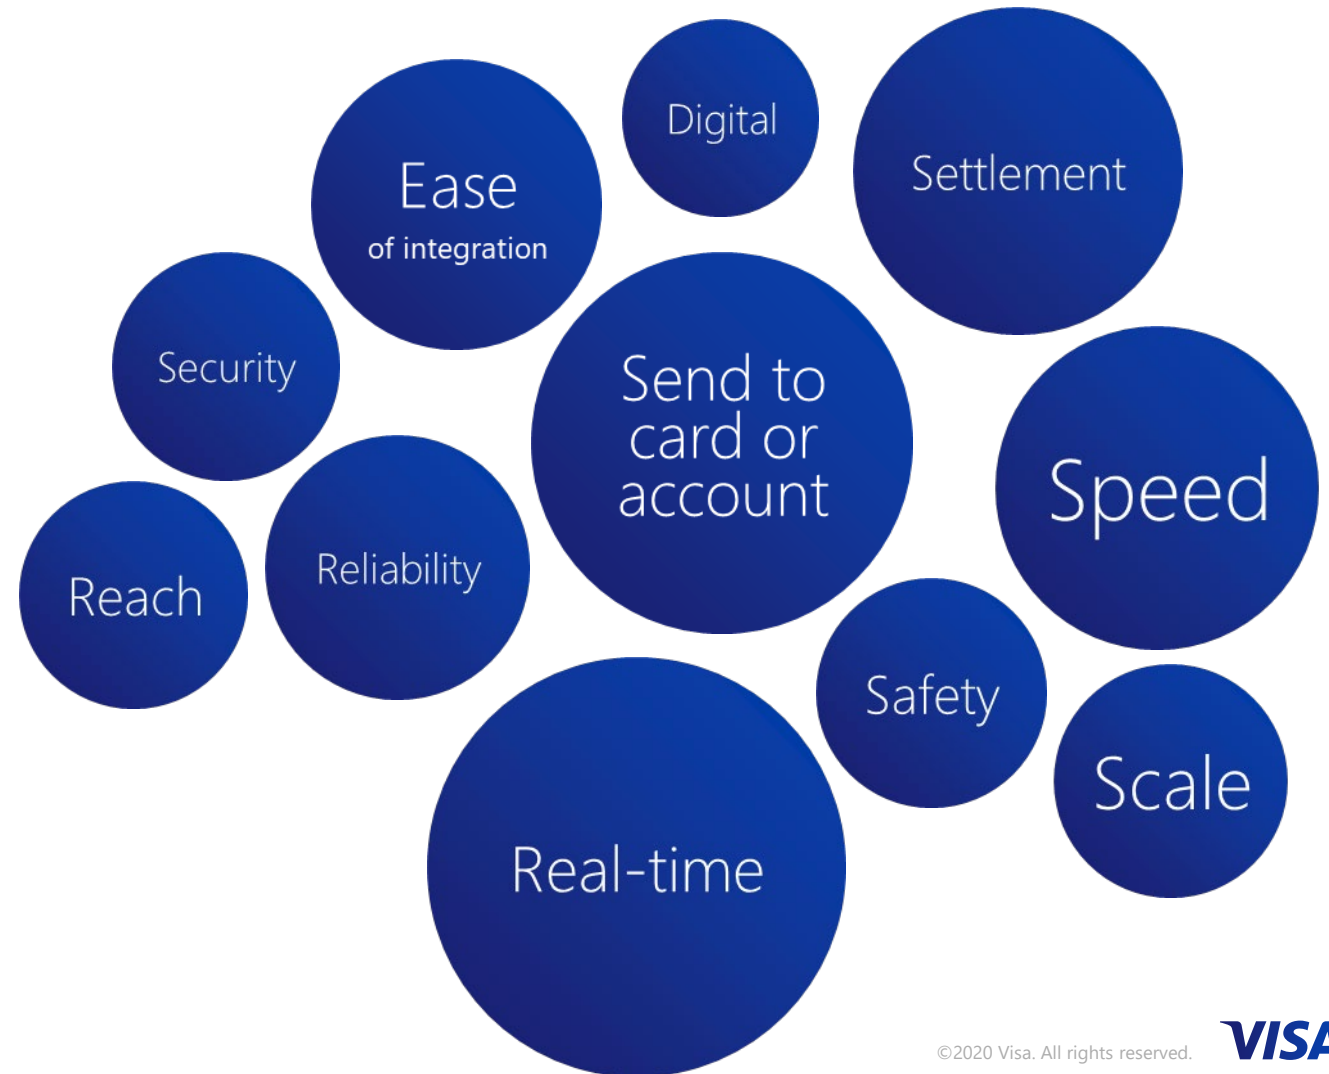 Digital
Settlement
Ease
of integration
Security
Send to
card or
account
Speed
Reliability
Reach
Safety
Scale
Real-time
©2020 Visa. All rights reserved.
VISA